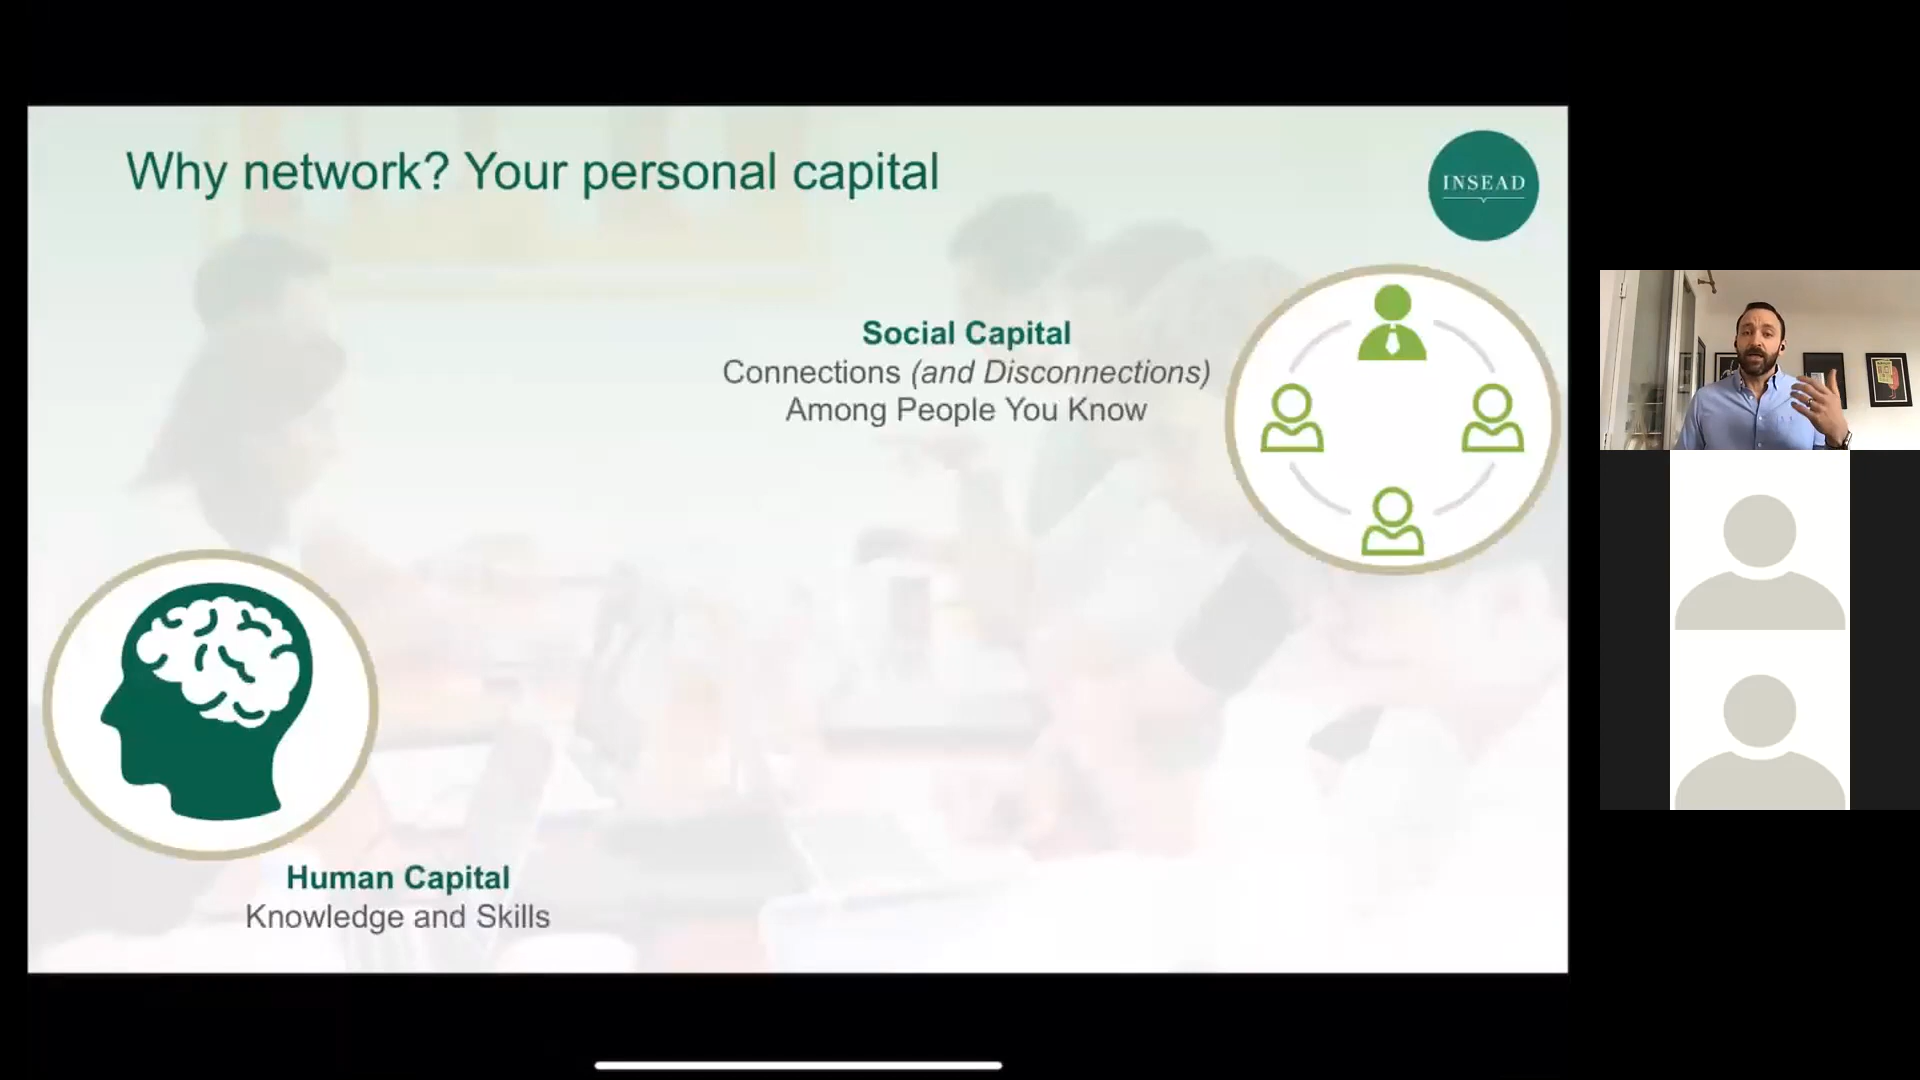 Why network? Your personal capital
INSEAD
Social Capital
Connections (and Disconnections)
Among People You Know
Human Capital
Knowledge and Skills